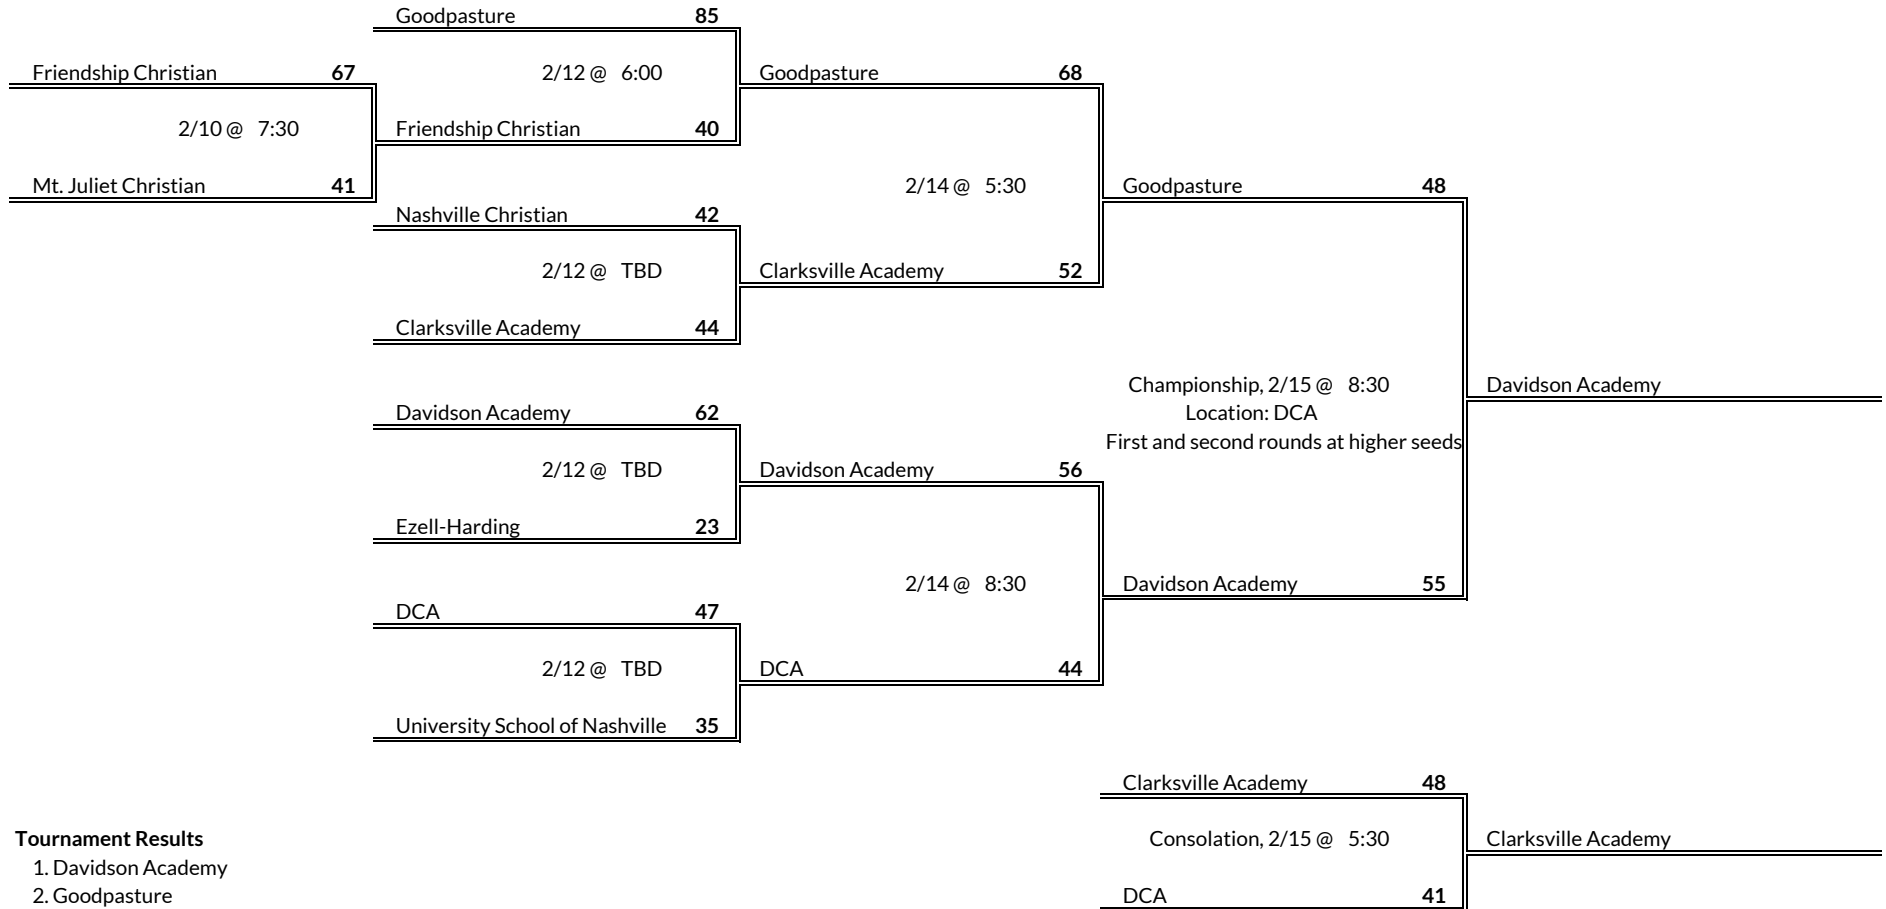 Goodpasture 85
Friendship Christian 67
2/12 @ 6:00
Goodpasture 68
2/10 @ 7:30
Friendship Christian 40
Mt. Juliet Christian 41
2/14 @ 5:30
Goodpasture 48
Nashville Christian 42
2/12 @ TBD
Clarksville Academy 52
Clarksville Academy 44
Championship, 2/15 @ 8:30
Davidson Academy
Davidson Academy 62
Location: DCA
First and second rounds at higher seeds
2/12 @ TBD
Davidson Academy 56
Ezell-Harding 23
2/14 @ 8:30
Davidson Academy 55
DCA 47
2/12 @ TBD
DCA 44
University School of Nashville 35
Clarksville Academy 48
Tournament Results
Consolation, 2/15 @ 5:30
Clarksville Academy
1. Davidson Academy
2. Goodpasture
DCA 41